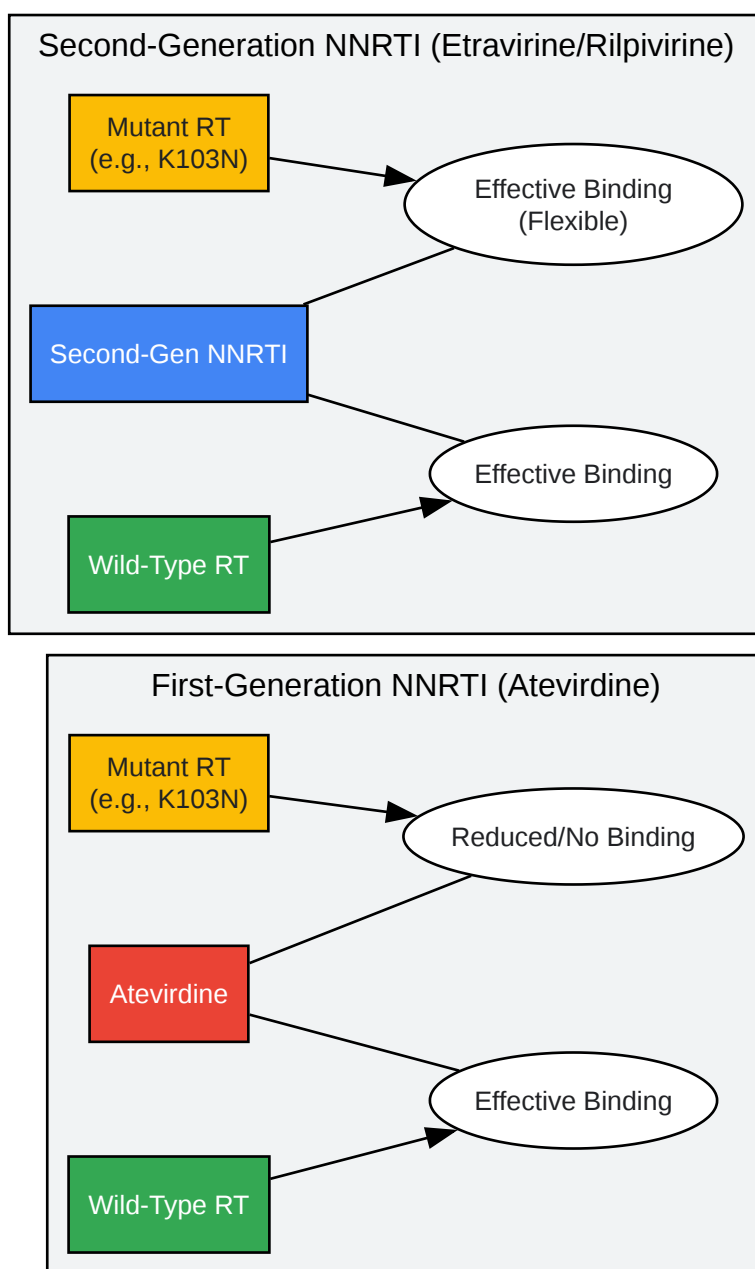 Second-Generation NNRTI (Etravirine/Rilpivirine)
Mutant RT
(e.g., K103N)
Effective Binding
(Flexible)
Second-Gen NNRTI
Effective Binding
Wild-Type RT
First-Generation NNRTI (Atevirdine)
Mutant RT
(e.g., K103N)
Reduced/No Binding
Atevirdine
Effective Binding
Wild-Type RT